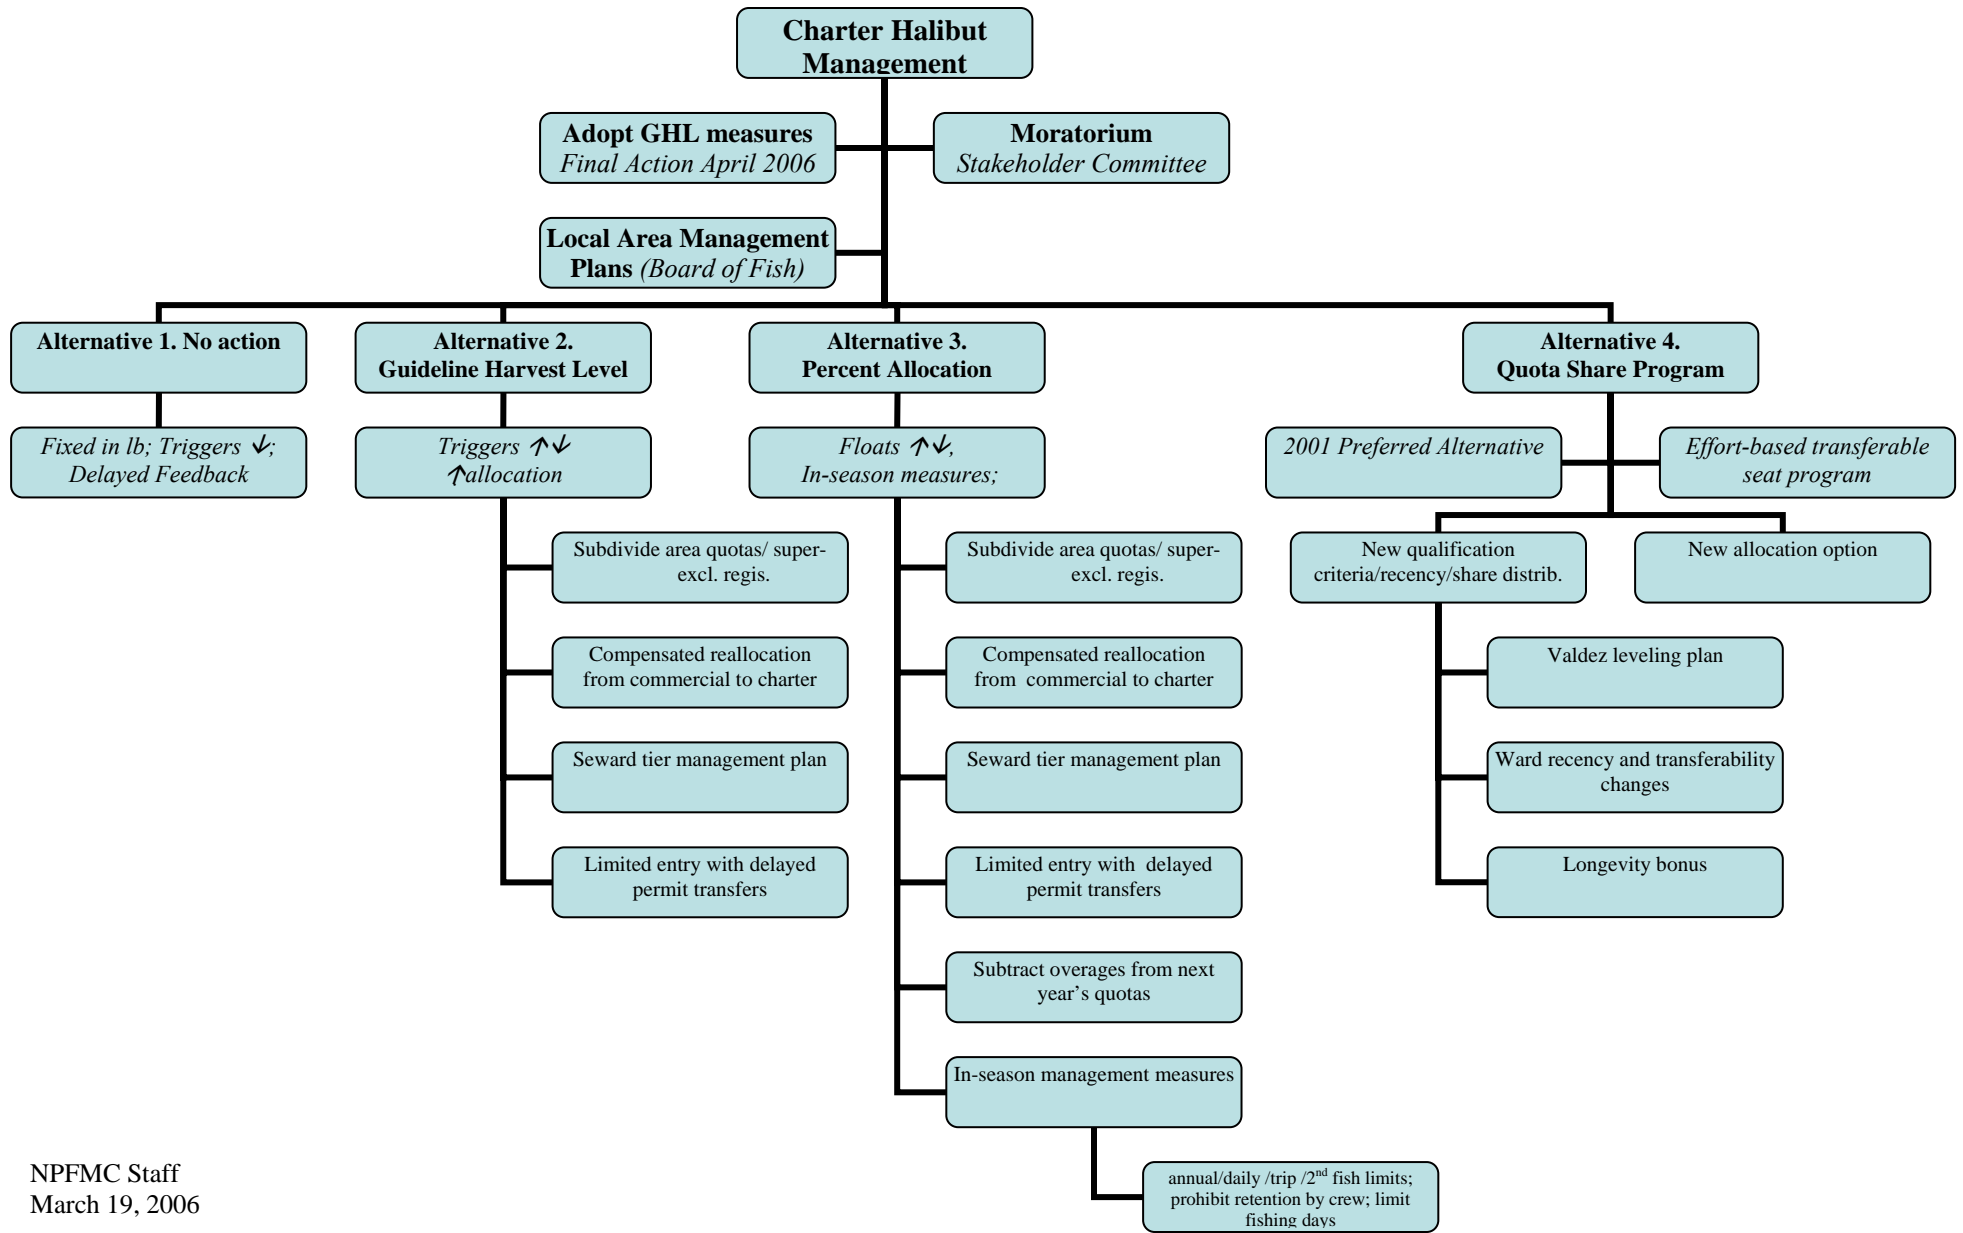 Charter Halibut
Management
Adopt GHL measures
Final Action April 2006
Moratorium
Stakeholder Committee
Local Area Management
Plans (Board of Fish)
Alternative 1. No action
Alternative 2.
Guideline Harvest Level
Alternative 3.
Percent Allocation
Alternative 4.
Quota Share Program
Fixed in lb; Triggers ↓;
Delayed Feedback
Triggers ↑↓
↑allocation
Floats ↑↓,
In-season measures;
2001 Preferred Alternative
Effort-based transferable
seat program
Subdivide area quotas/ super-
excl. regis.
Compensated reallocation
from commercial to charter
Seward tier management plan
Limited entry with delayed
permit transfers
Subdivide area quotas/ super-
excl. regis.
Compensated reallocation
from commercial to charter
Seward tier management plan
Limited entry with delayed
permit transfers
Subtract overages from next
year's quotas
In-season management measures
annual/daily /trip /2nd fish limits;
prohibit retention by crew; limit
fishing days
New qualification
criteria/recency/share distrib.
New allocation option
Valdez leveling plan
Ward recency and transferability
changes
Longevity bonus
NPFMC Staff
March 19, 2006